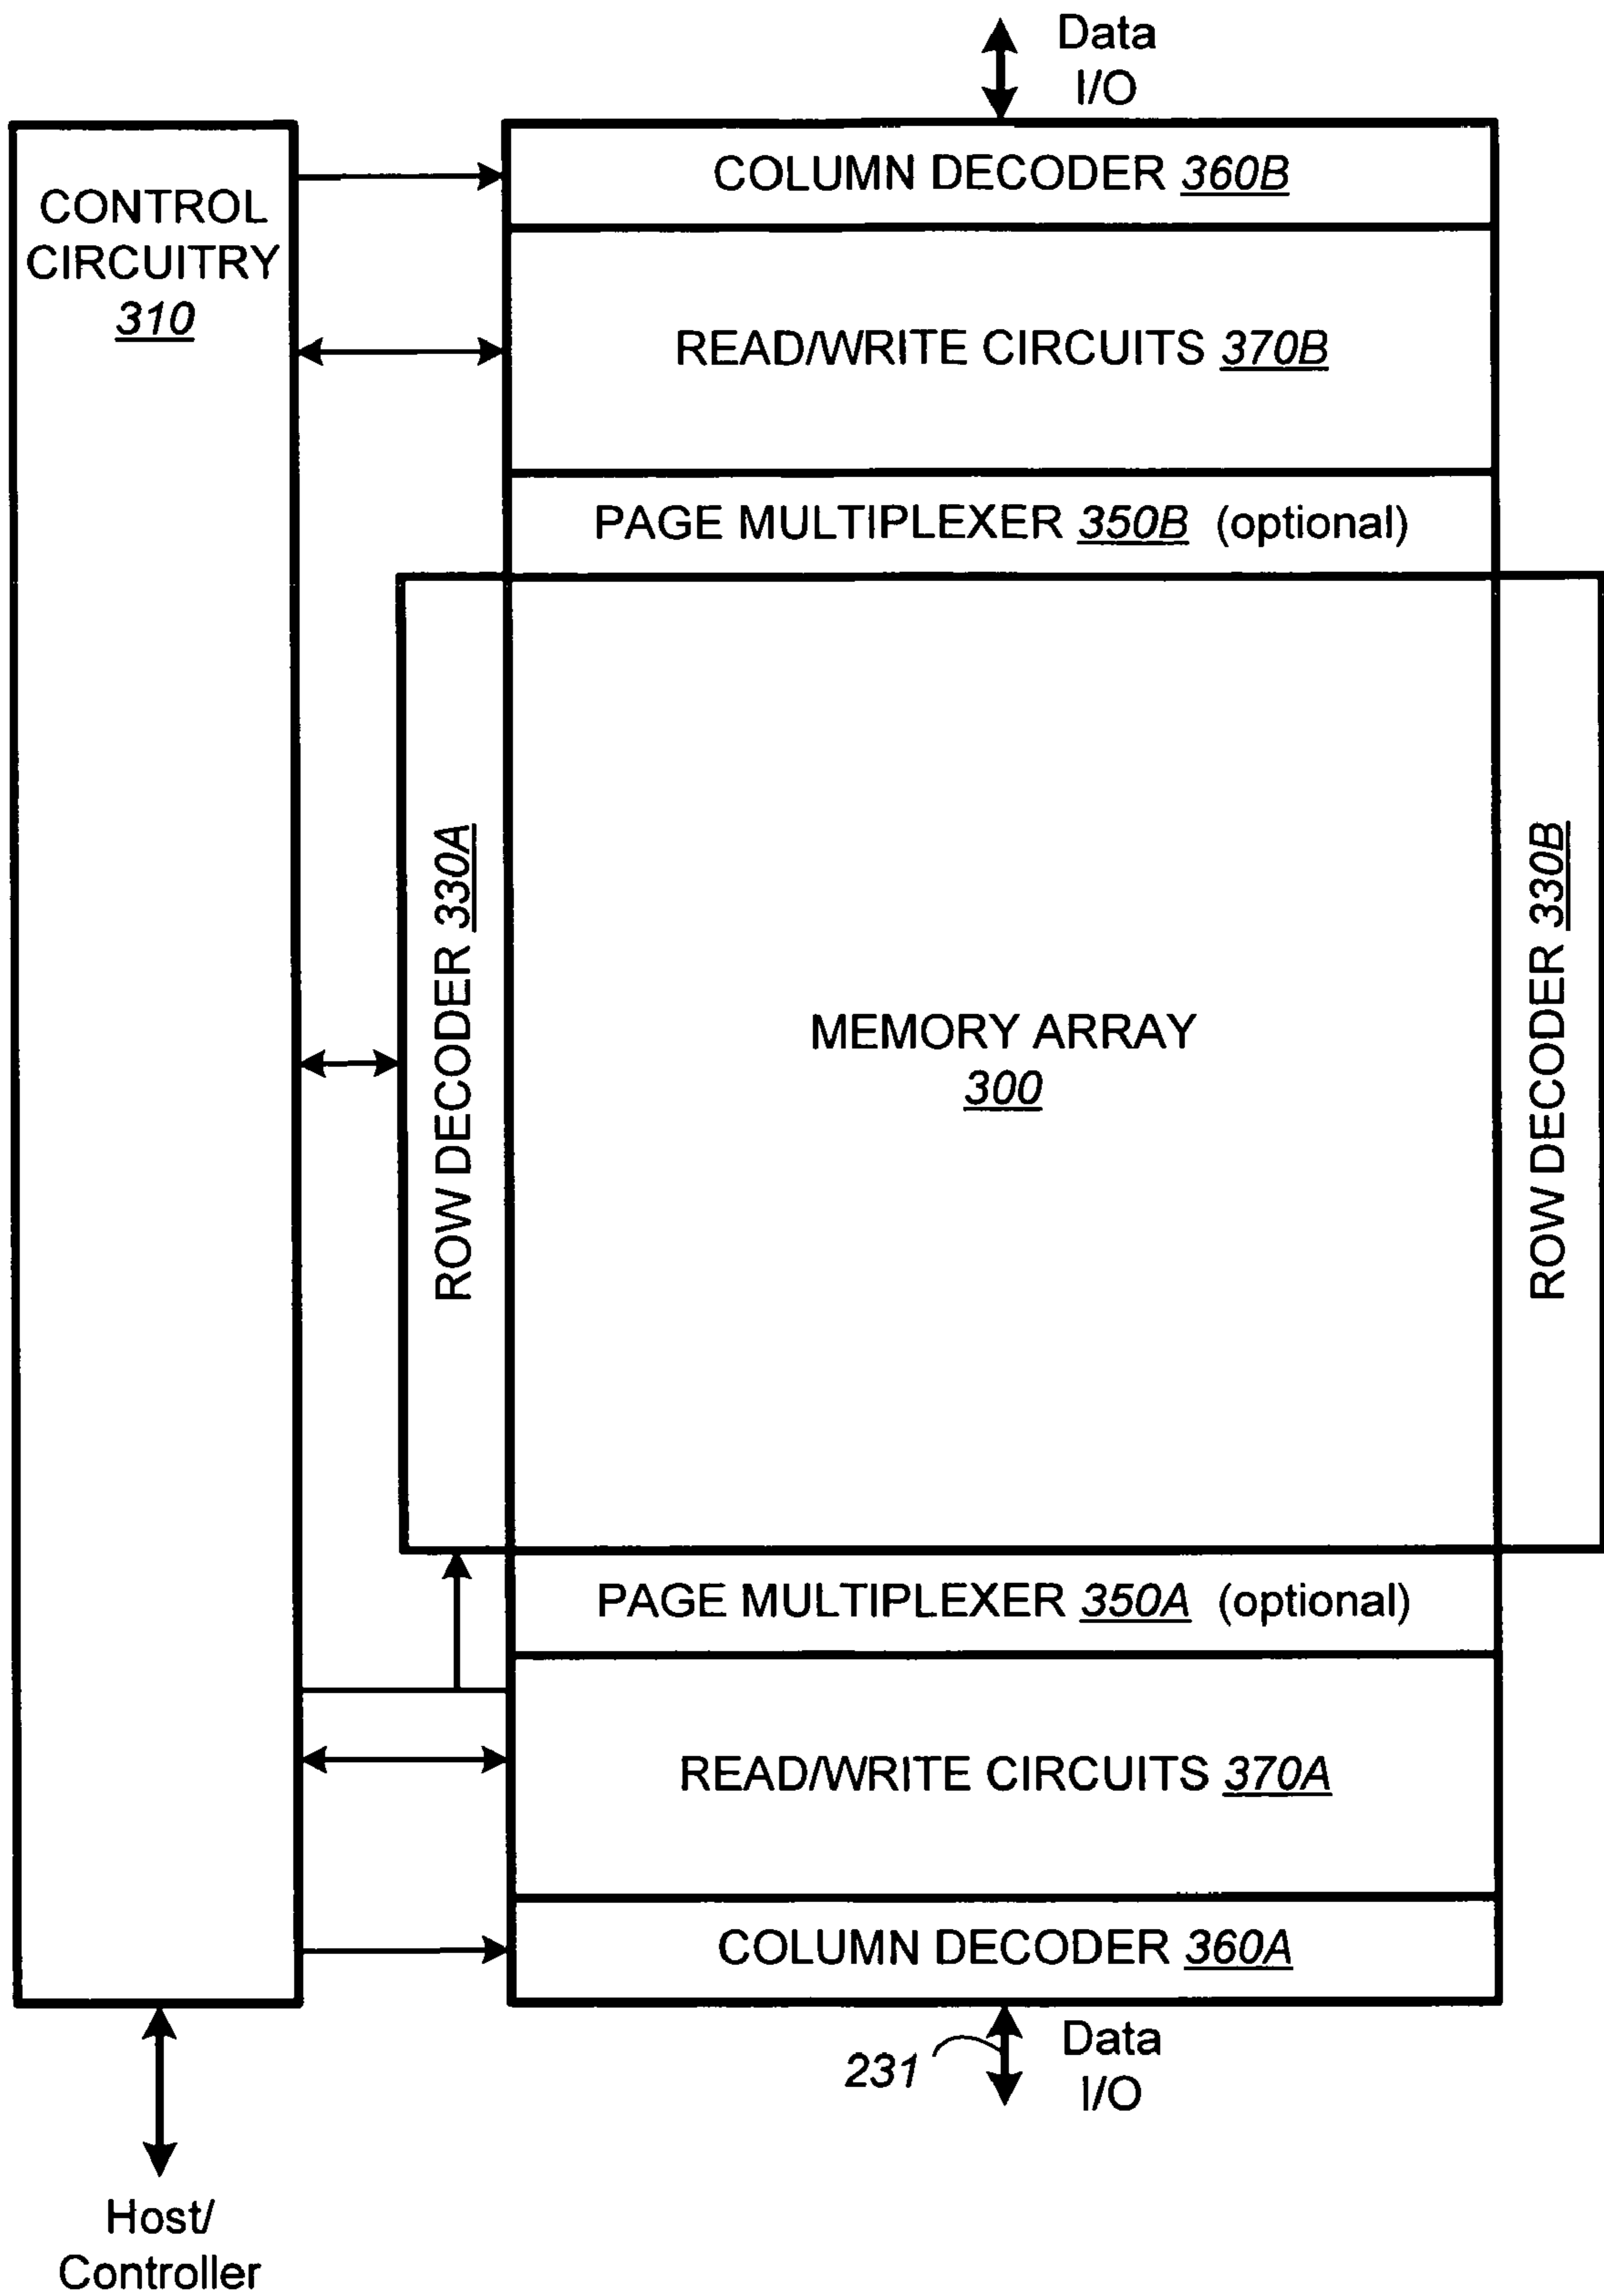 Data
I/O
CONTROL
CIRCUITRY
310
COLUMN DECODER 360B
READ/WRITE CIRCUITS 370B
PAGE MULTIPLEXER 350B (optional)
ROW DECODER 330A
MEMORY ARRAY
300
ROW DECODER 330B
PAGE MULTIPLEXER 350A (optional)
READ/WRITE CIRCUITS 370A
COLUMN DECODER 360A
231
Data
I/O
Host/
Controller